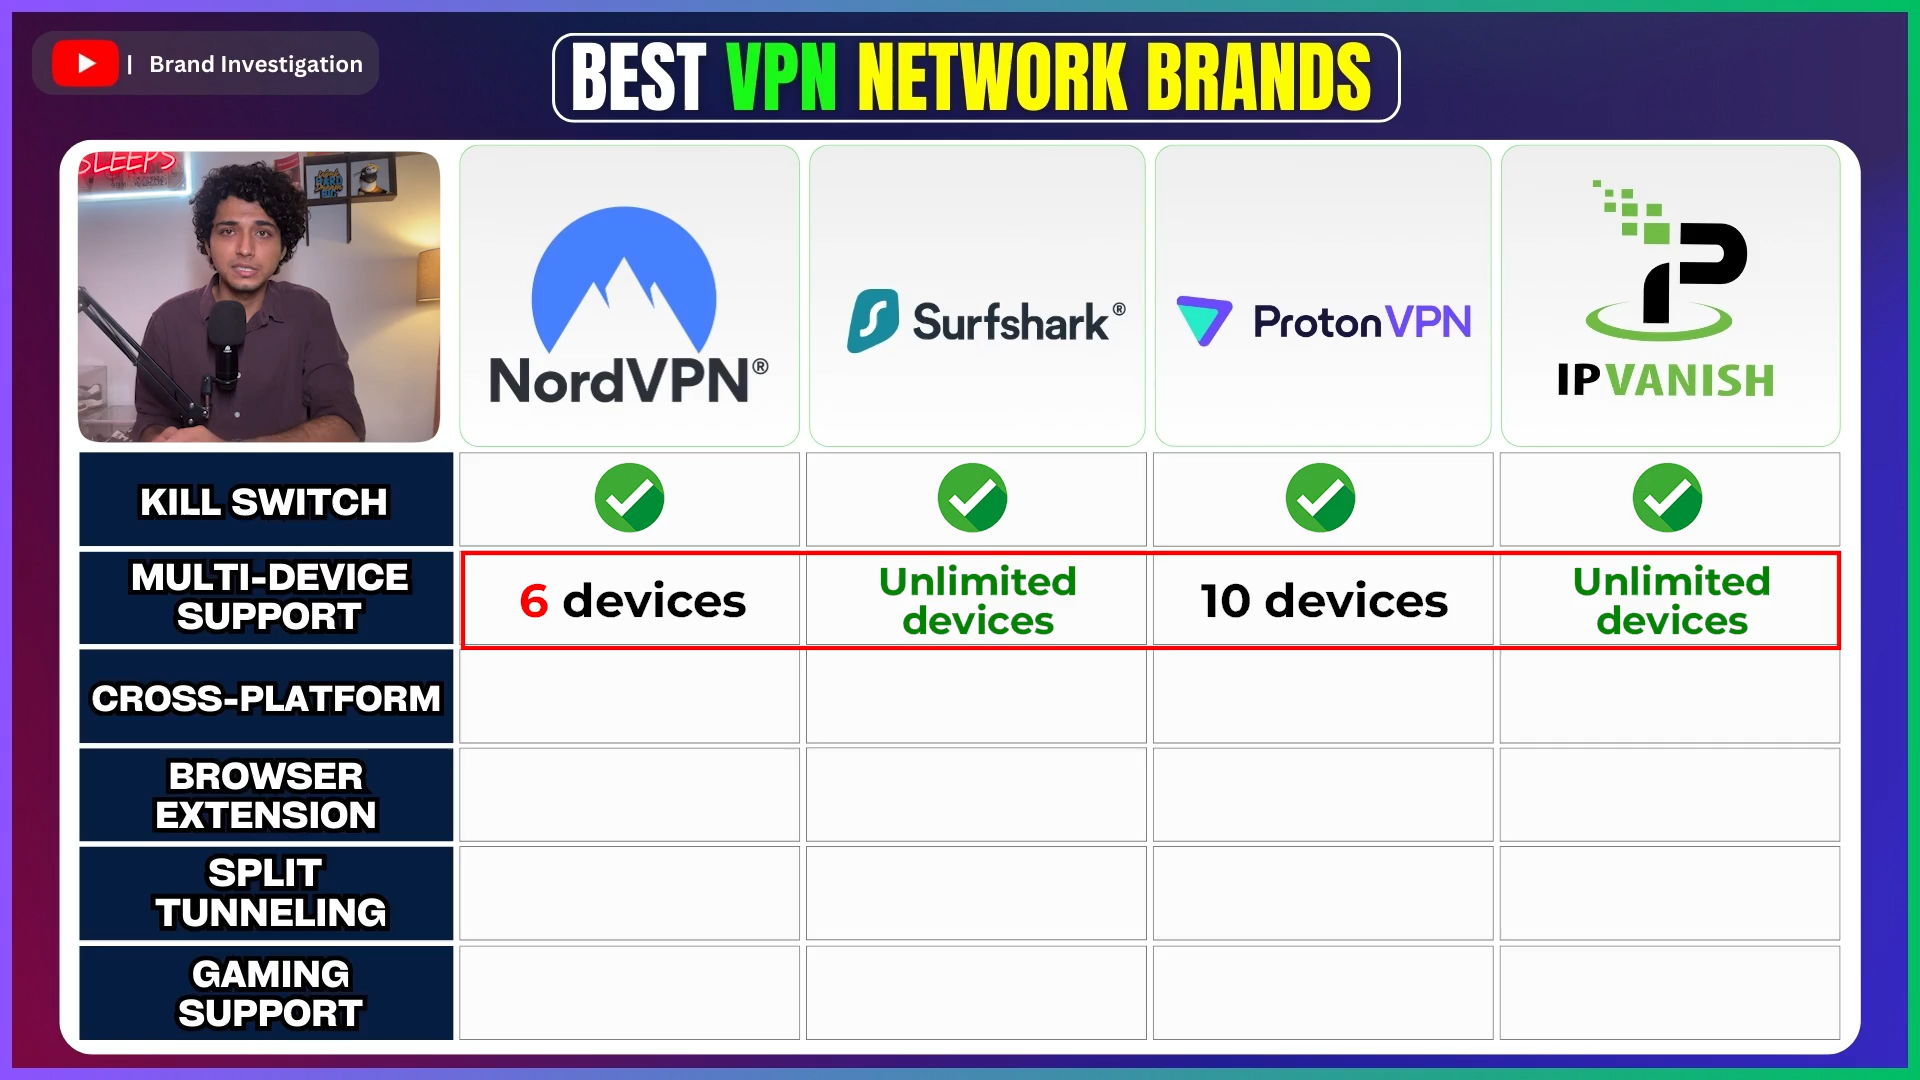 | Brand Investigation
BEST VPN NETWORK BRANDS
SLEEPS
NordVPN®
Surfshark®
ProtonVPN
IPVANISH
KILL SWITCH
MULTI-DEVICE
SUPPORT
6 devices
Unlimited
devices
10 devices
Unlimited
devices
CROSS-PLATFORM
BROWSER
EXTENSION
SPLIT
TUNNELING
GAMING
SUPPORT